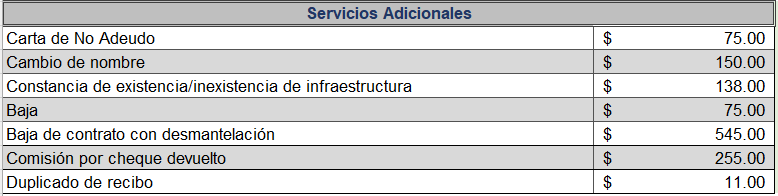 Servicios Adicionales
Carta de No Adeudo $ 75.00
Cambio de nombre $ 150.00
Constancia de existencia/inexistencia de infraestructura $ 138.00
Baja $ 75.00
Baja de contrato con desmantelación $ 545.00
Comisión por cheque devuelto $ 255.00
Duplicado de recibo $ 11.00